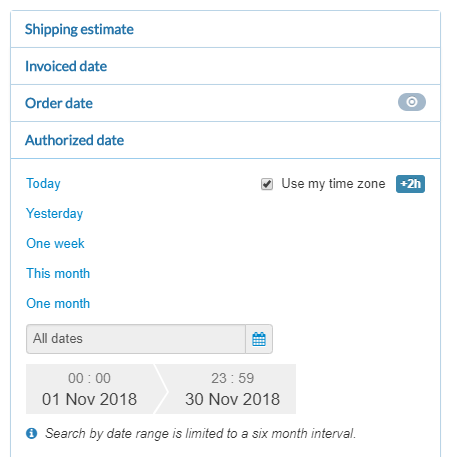 Shipping estimate
Invoiced date
Order date
Authorized date
Today Use my time zone +2h
Yesterday
One week
This month
One month
All dates
00 : 00 23 : 59
01 Nov 2018 30 Nov 2018
Search by date range is limited to a six month interval.